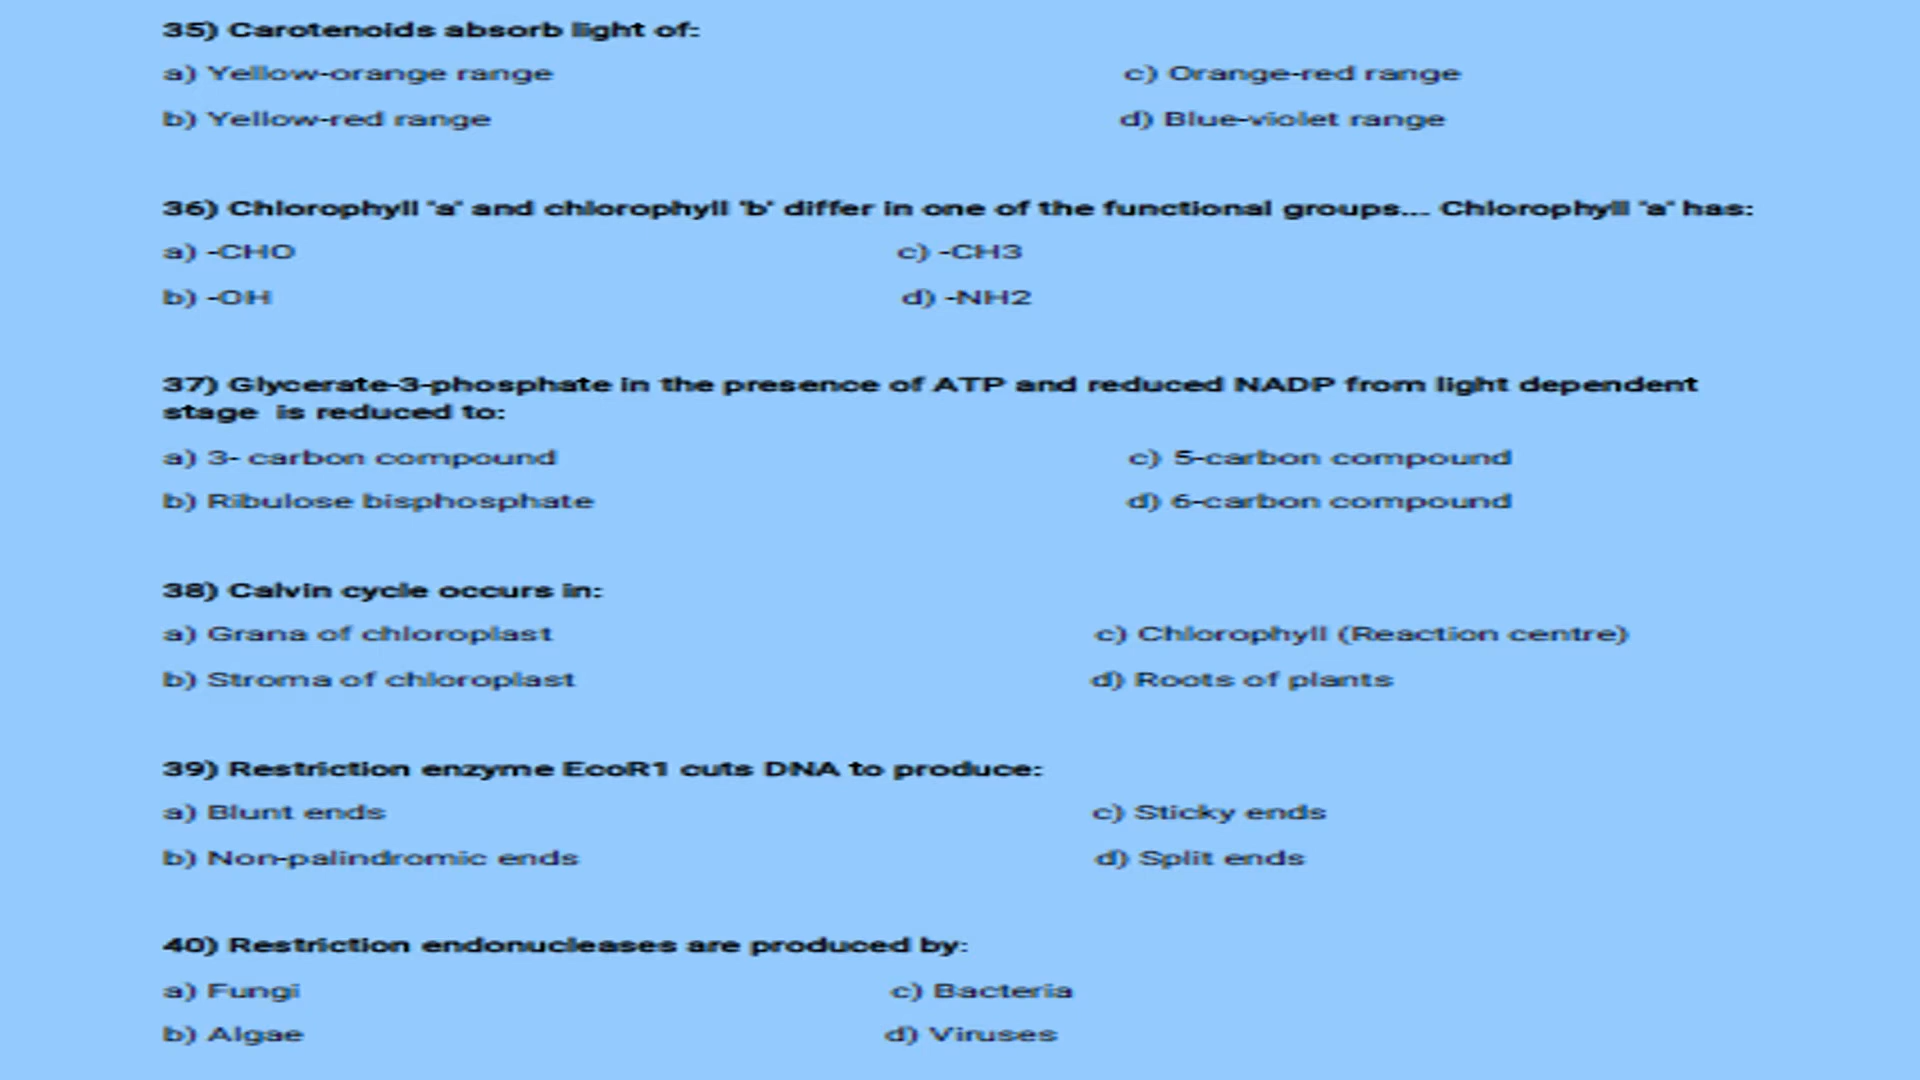 35) Carotenoids absorb light of:
a) Yellow-orange range c) Orange-red range
b) Yellow-red range d) Blue-violet range
36) Chlorophyll 'a' and chlorophyll 'b' differ in one of the functional groups... Chlorophyll 'a' has:
a) -CHO c) -CH3
b) -OH d) -NH2
37) Glycerate-3-phosphate in the presence of ATP and reduced NADP from light dependent
stage is reduced to:
a) 3- carbon compound c) 5-carbon compound
b) Ribulose bisphosphate d) 6-carbon compound
38) Calvin cycle occurs in:
a) Grana of chloroplast c) Chlorophyll (Reaction centre)
b) Stroma of chloroplast d) Roots of plants
39) Restriction enzyme EcoR1 cuts DNA to produce:
a) Blunt ends c) Sticky ends
b) Non-palindromic ends d) Split ends
40) Restriction endonucleases are produced by:
a) Fungi c) Bacteria
b) Algae d) Viruses